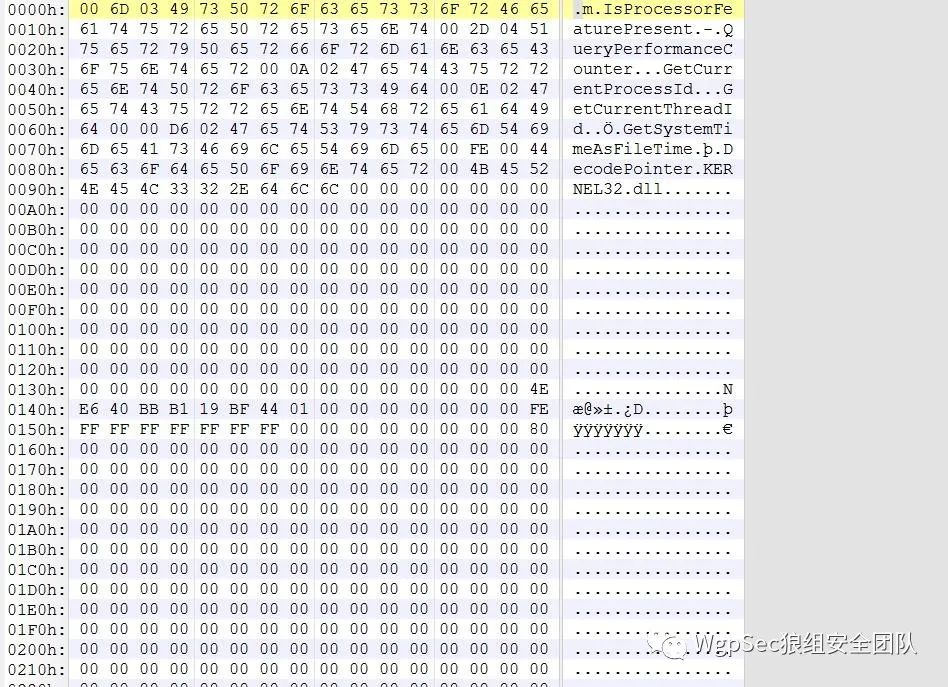 0000h: 00 6D 03 49 73 50 72 6F 63 65 73 73 6F 72 46 65 .m.IsProcessorFe
0010h: 61 74 75 72 65 50 72 65 73 65 6E 74 00 2D 04 51 aturePresent.-.Q
0020h: 75 65 72 79 50 65 72 66 6F 72 6D 61 6E 63 65 43 ueryPerformanceC
0030h: 6F 75 6E 74 65 72 00 0A 02 47 65 74 43 75 72 72 ounter...GetCurr
0040h: 65 6E 74 50 72 6F 63 65 73 73 49 64 00 0E 02 47 entProcessId...G
0050h: 65 74 43 75 72 72 65 6E 74 54 68 72 65 61 64 49 etCurrentThreadI
0060h: 64 00 00 D6 02 47 65 74 53 79 73 74 65 6D 54 69 d..Ö.GetSystemTi
0070h: 6D 65 41 73 46 69 6C 65 54 69 6D 65 00 FE 00 44 meAsFileTime.þ.D
0080h: 65 63 6F 64 65 50 6F 69 6E 74 65 72 00 4B 45 52 ecodePointer.KER
0090h: 4E 45 4C 33 32 2E 64 6C 6C 00 00 00 00 00 00 00 NEL32.dll.......
00A0h: 00 00 00 00 00 00 00 00 00 00 00 00 00 00 00 00 ................
00B0h: 00 00 00 00 00 00 00 00 00 00 00 00 00 00 00 00 ................
00C0h: 00 00 00 00 00 00 00 00 00 00 00 00 00 00 00 00 ................
00D0h: 00 00 00 00 00 00 00 00 00 00 00 00 00 00 00 00 ................
00E0h: 00 00 00 00 00 00 00 00 00 00 00 00 00 00 00 00 ................
00F0h: 00 00 00 00 00 00 00 00 00 00 00 00 00 00 00 00 ................
0100h: 00 00 00 00 00 00 00 00 00 00 00 00 00 00 00 00 ................
0110h: 00 00 00 00 00 00 00 00 00 00 00 00 00 00 00 00 ................
0120h: 00 00 00 00 00 00 00 00 00 00 00 00 00 00 00 00 ................
0130h: 00 00 00 00 00 00 00 00 00 00 00 00 00 00 00 4E ...............N
0140h: E6 40 BB B1 19 BF 44 01 00 00 00 00 00 00 00 FE æ@»±.¿D........þ
0150h: FF FF FF FF FF FF FF 00 00 00 00 00 00 00 00 80 ÿÿÿÿÿÿÿ........€
0160h: 00 00 00 00 00 00 00 00 00 00 00 00 00 00 00 00 ................
0170h: 00 00 00 00 00 00 00 00 00 00 00 00 00 00 00 00 ................
0180h: 00 00 00 00 00 00 00 00 00 00 00 00 00 00 00 00 ................
0190h: 00 00 00 00 00 00 00 00 00 00 00 00 00 00 00 00 ................
01A0h: 00 00 00 00 00 00 00 00 00 00 00 00 00 00 00 00 ................
01B0h: 00 00 00 00 00 00 00 00 00 00 00 00 00 00 00 00 ................
01C0h: 00 00 00 00 00 00 00 00 00 00 00 00 00 00 00 00 ................
01D0h: 00 00 00 00 00 00 00 00 00 00 00 00 00 00 00 00 ................
01E0h: 00 00 00 00 00 00 00 00 00 00 00 00 00 00 00 00 ................
01F0h: 00 00 00 00 00 00 00 00 00 00 00 00 00 00 00 00 ................
0200h: 00 00 00 00 00 00 00 00 00 00 00 00 00 00 00 00 ................
WgpSec狼组安全团队
0210h: 00 00 00 00 00 00 00 00 00 00 00 00 00 00 00 00 ................